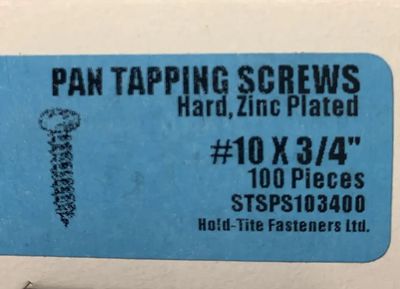 PAN TAPPING SCREWS
Hard, Zinc Plated
#10 X 3/4"
100 Pieces
STSPS103400
Hold-Tite Fasteners Ltd.